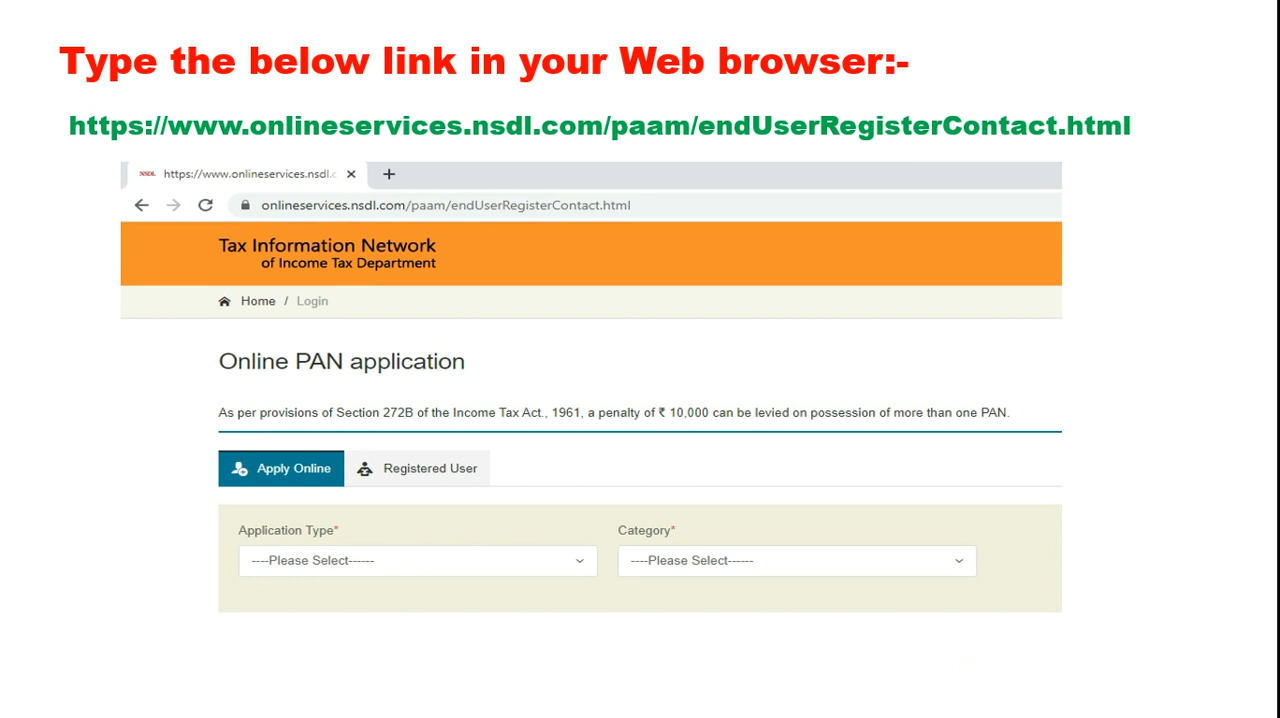 Type the below link in your Web browser:-
https://www.onlineservices.nsdl.com/paam/endUserRegisterContact.html
NSDL https://www.onlineservices.nsdl.c
onlineservices.nsdl.com/paam/endUserRegisterContact.html
Tax Information Network
of Income Tax Department
Home / Login
Online PAN application
As per provisions of Section 272B of the Income Tax Act., 1961, a penalty of ₹ 10,000 can be levied on possession of more than one PAN.
Apply Online Registered User
Application Type* Category*
----Please Select------ ----Please Select------